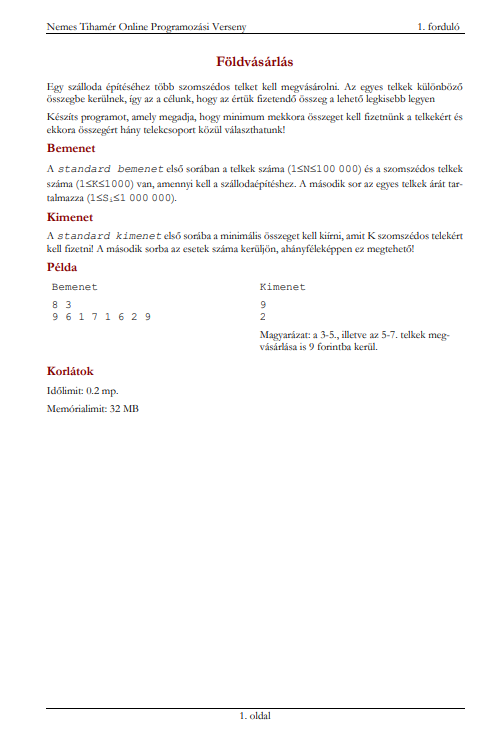 Nemes Tihamér Online Programozási Verseny 1. forduló
Földvásárlás
Egy szálloda építéséhez több szomszédos telket kell megvásárolni. Az egyes telkek különböző
összegbe kerülnek, így az a célunk, hogy az értük fizetendő összeg a lehető legkisebb legyen
Készíts programot, amely megadja, hogy minimum mekkora összeget kell fizetnünk a telkekért és
ekkora összegért hány telekcsoport közül választhatunk!
Bemenet
A standard bemenet első sorában a telkek száma (1≤N≤100 000) és a szomszédos telkek
száma (1≤K≤1000) van, amennyi kell a szállodaépítéshez. A második sor az egyes telkek árát tar-
talmazza (1≤Sᵢ≤1 000 000).
Kimenet
A standard kimenet első sorába a minimális összeget kell kiírni, amit K szomszédos telekért
kell fizetni! A második sorba az esetek száma kerüljön, ahányféleképpen ez megtehető!
Példa
Bemenet Kimenet
8 3 9
9 6 1 7 1 6 2 9 2
Magyarázat: a 3-5., illetve az 5-7. telkek meg-
vásárlása is 9 forintba kerül.
Korlátok
Időlimit: 0.2 mp.
Memórialimit: 32 MB
1. oldal